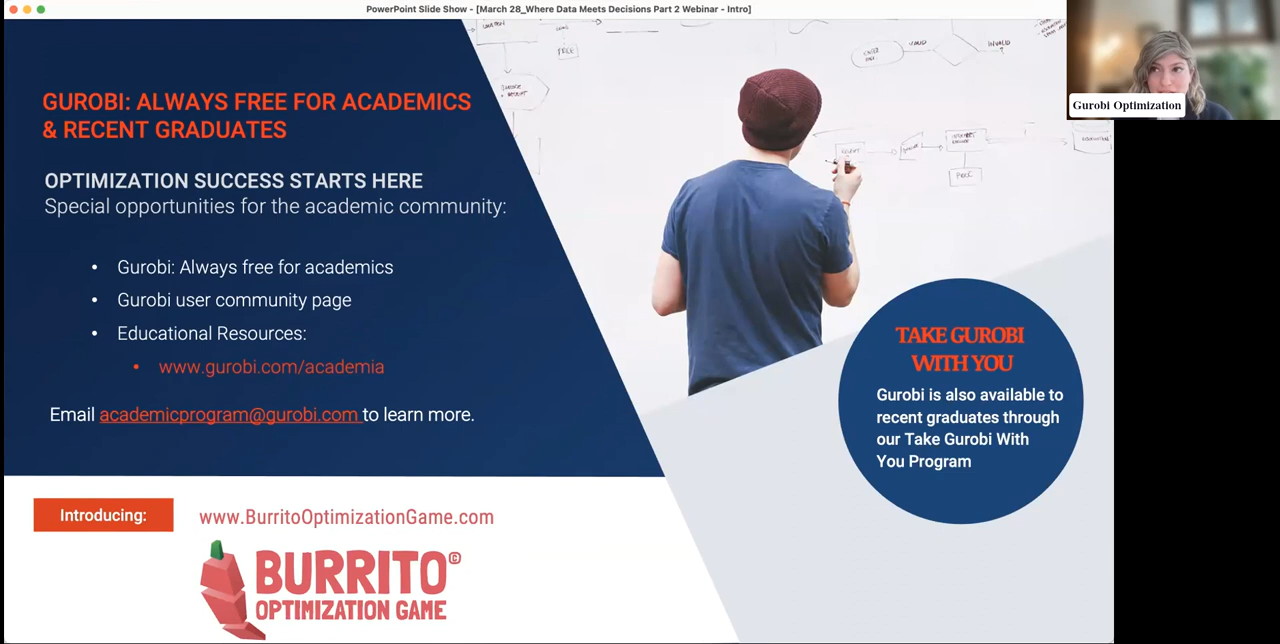 PowerPoint Slide Show - [March 28_Where Data Meets Decisions Part 2 Webinar - Intro]
Gurobi Optimization
GUROBI: ALWAYS FREE FOR ACADEMICS
& RECENT GRADUATES
OPTIMIZATION SUCCESS STARTS HERE
Special opportunities for the academic community:
• Gurobi: Always free for academics
• Gurobi user community page
• Educational Resources:
• www.gurobi.com/academia
Email academicprogram@gurobi.com to learn more.
PRICE
INVALID
PRICE
TAKE GUROBI
WITH YOU
Gurobi is also available to
recent graduates through
our Take Gurobi With
You Program
Introducing:
www.BurritoOptimizationGame.com
BURRITO©
OPTIMIZATION GAME